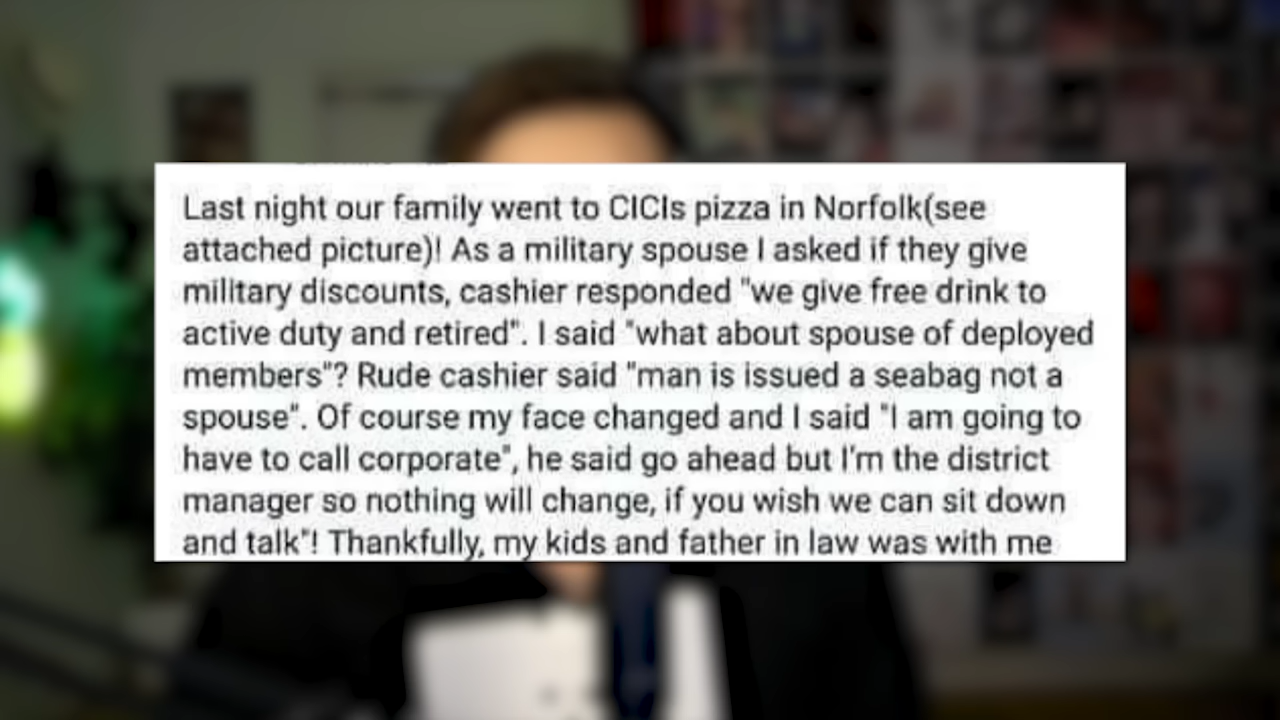 Last night our family went to CICIs pizza in Norfolk(see
attached picture)! As a military spouse I asked if they give
military discounts, cashier responded "we give free drink to
active duty and retired". I said "what about spouse of deployed
members"? Rude cashier said "man is issued a seabag not a
spouse". Of course my face changed and I said "I am going to
have to call corporate", he said go ahead but I'm the district
manager so nothing will change, if you wish we can sit down
and talk"! Thankfully, my kids and father in law was with me